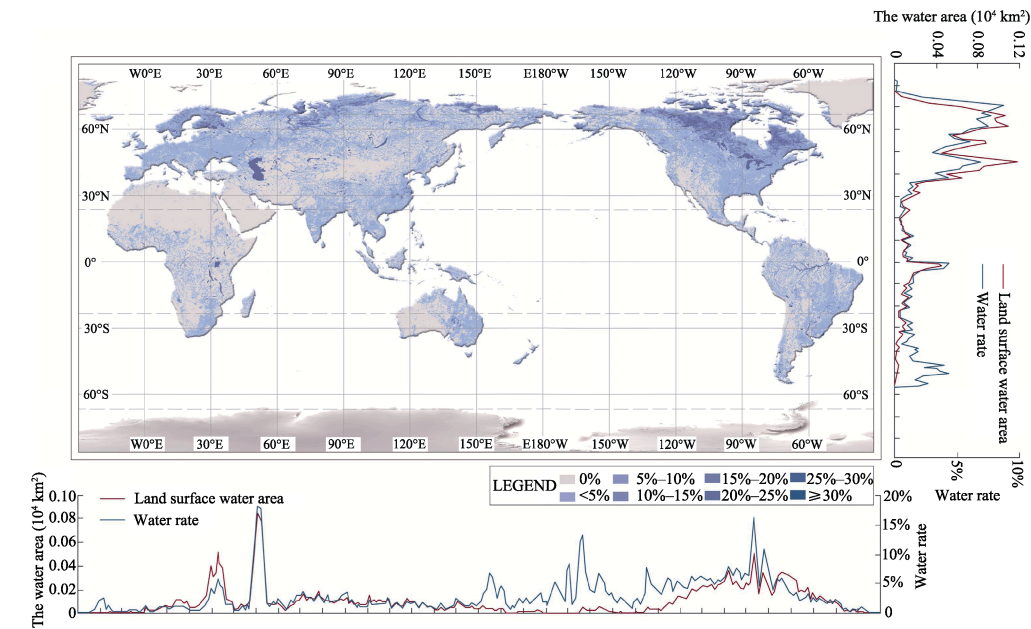 The water area (10⁴ km²)
0 0.04 0.08 0.12
W0°E 30°E 60°E 90°E 120°E 150°E E180°W 150°W 120°W 90°W 60°W
60°N 60°N
30°N 30°N
0° 0°
30°S 30°S
60°S 60°S
W0°E 30°E 60°E 90°E 120°E 150°E E180°W 150°W 120°W 90°W 60°W
Land surface water area
Water rate
0 5% 10%
Water rate
LEGEND 0% 5%–10% 15%–20% 25%–30%
<5% 10%–15% 20%–25% ≥30%
The water area (10⁴ km²)
0.10
0.08
0.06
0.04
0.02
0
Land surface water area
Water rate
20%
15%
10%
5%
0
Water rate